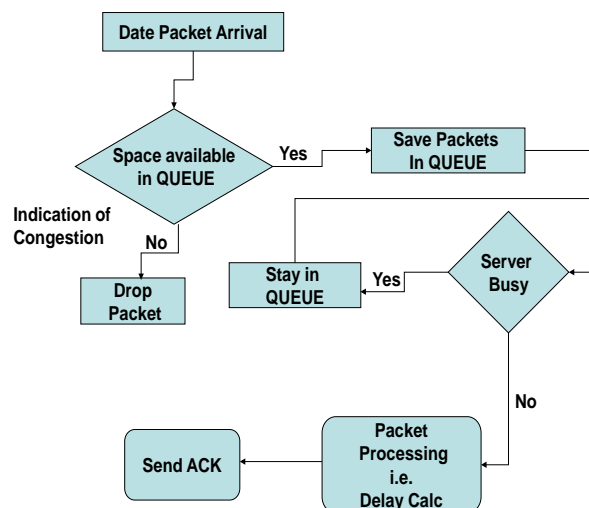 Date Packet Arrival
Space available
in QUEUE
Yes
Save Packets
In QUEUE
Indication of
Congestion
No
Drop
Packet
Stay in
QUEUE
Yes
Server
Busy
No
Packet
Processing
i.e.
Delay Calc
Send ACK